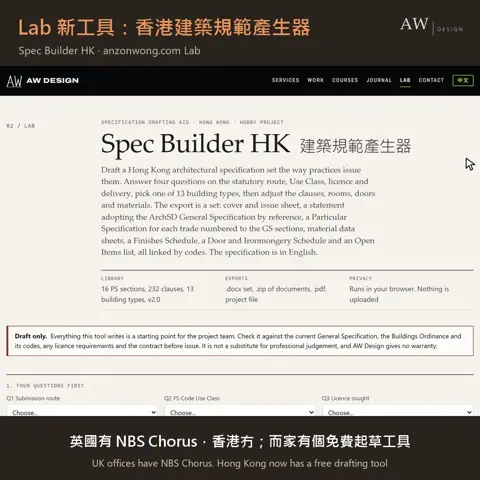 Lab 新工具：香港建築規範產生器
Spec Builder HK · anzonwong.com Lab
AW | DESIGN
AW AW DESIGN
SERVICES WORK COURSES JOURNAL LAB CONTACT 中文
02 / LAB
SPECIFICATION DRAFTING AID · HONG KONG · HOBBY PROJECT
Spec Builder HK 建築規範產生器
Draft a Hong Kong architectural specification set the way practices issue
them. Answer four questions on the statutory route, Use Class, licence and
delivery, pick one of 13 building types, then adjust the clauses, rooms, doors
and materials. The export is a set: cover and issue sheet, a statement
adopting the ArchSD General Specification by reference, a Particular
Specification for each trade numbered to the GS sections, material data
sheets, a Finishes Schedule, a Door and Ironmongery Schedule and an Open
Items list, all linked by codes. The specification is in English.
LIBRARY
16 PS sections, 232 clauses, 13
building types, v2.0
EXPORTS
.docx set, zip of documents, .pdf,
project file
PRIVACY
Runs in your browser. Nothing is
uploaded
Draft only. Everything this tool writes is a starting point for the project team. Check it against the current General Specification, the Buildings Ordinance and
its codes, any licence requirements and the contract before issue. It is not a substitute for professional judgement, and AW Design gives no warranty.
1. FOUR QUESTIONS FIRST
Q1 Submission route
Q2 FS Code Use Class
Q3 Licence sought
Choose...
Choose...
Choose...
英國有 NBS Chorus，香港冇；而家有個免費起草工具
UK offices have NBS Chorus. Hong Kong now has a free drafting tool